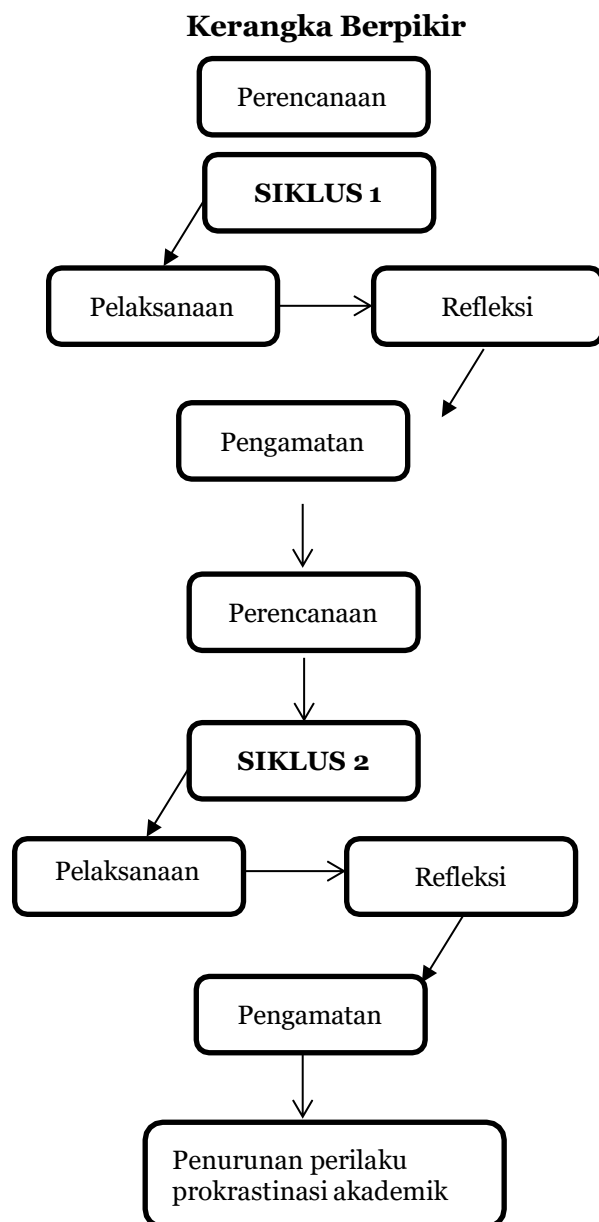 Kerangka Berpikir
Perencanaan
SIKLUS 1
Pelaksanaan
Refleksi
Pengamatan
Perencanaan
SIKLUS 2
Pelaksanaan
Refleksi
Pengamatan
Penurunan perilaku
prokrastinasi akademik